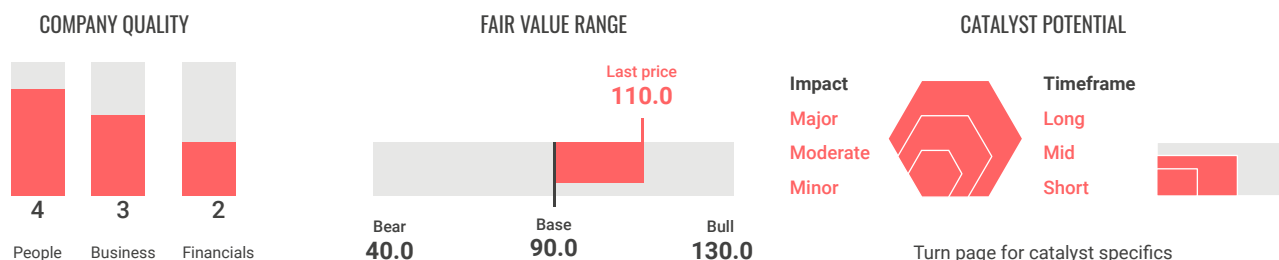 COMPANY QUALITY
4
3
2
People
Business
Financials
FAIR VALUE RANGE
Last price
110.0
Bear
40.0
Base
90.0
Bull
130.0
CATALYST POTENTIAL
Impact
Major
Moderate
Minor
Timeframe
Long
Mid
Short
Turn page for catalyst specifics